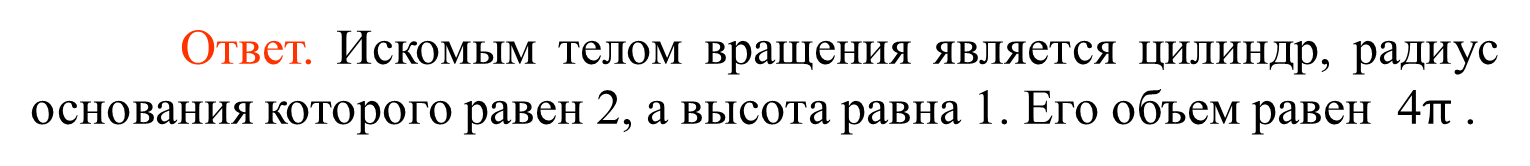 Ответ. Искомым телом вращения является цилиндр, радиус
основания которого равен 2, а высота равна 1. Его объем равен 4π .